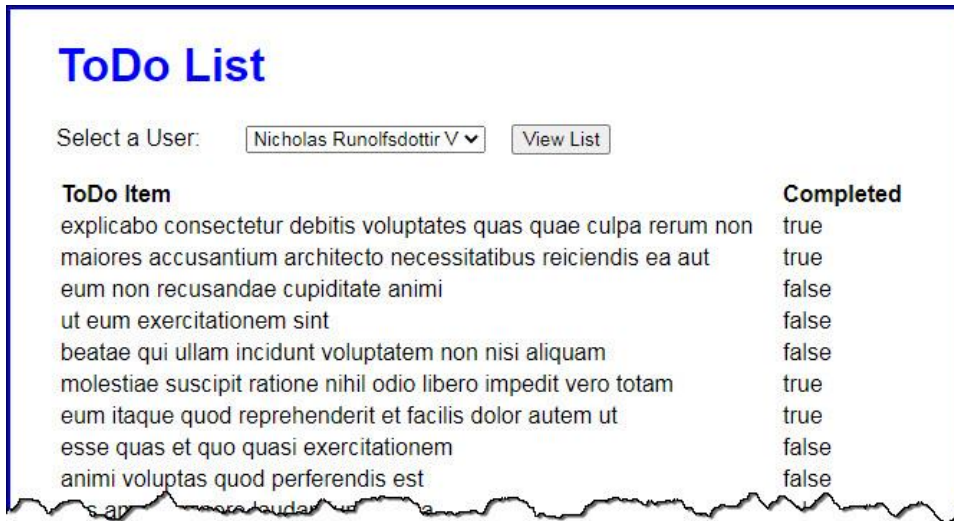 ToDo List
Select a User: Nicholas Runolfsdottir V View List
ToDo Item Completed
explicabo consectetur debitis voluptates quas quae culpa rerum non true
maiores accusantium architecto necessitatibus reiciendis ea aut true
eum non recusandae cupiditate animi false
ut eum exercitationem sint false
beatae qui ullam incidunt voluptatem non nisi aliquam false
molestiae suscipit ratione nihil odio libero impedit vero totam true
eum itaque quod reprehenderit et facilis dolor autem ut true
esse quas et quo quasi exercitationem false
animi voluptas quod perferendis est false